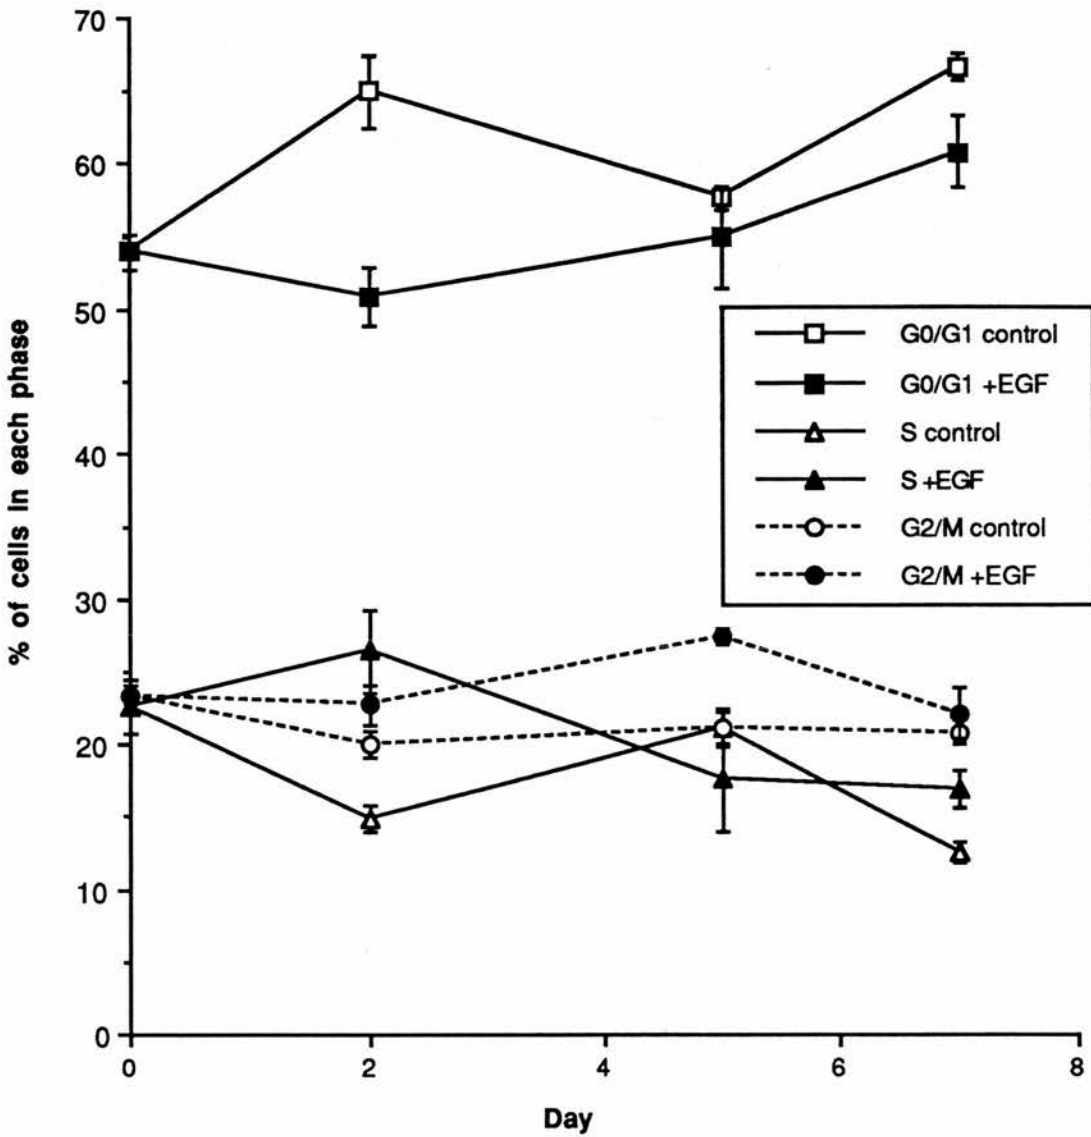 % of cells in each phase
70
60
50
40
30
20
10
0
0 2 4 6 8
Day
G0/G1 control
G0/G1 +EGF
S control
S +EGF
G2/M control
G2/M +EGF